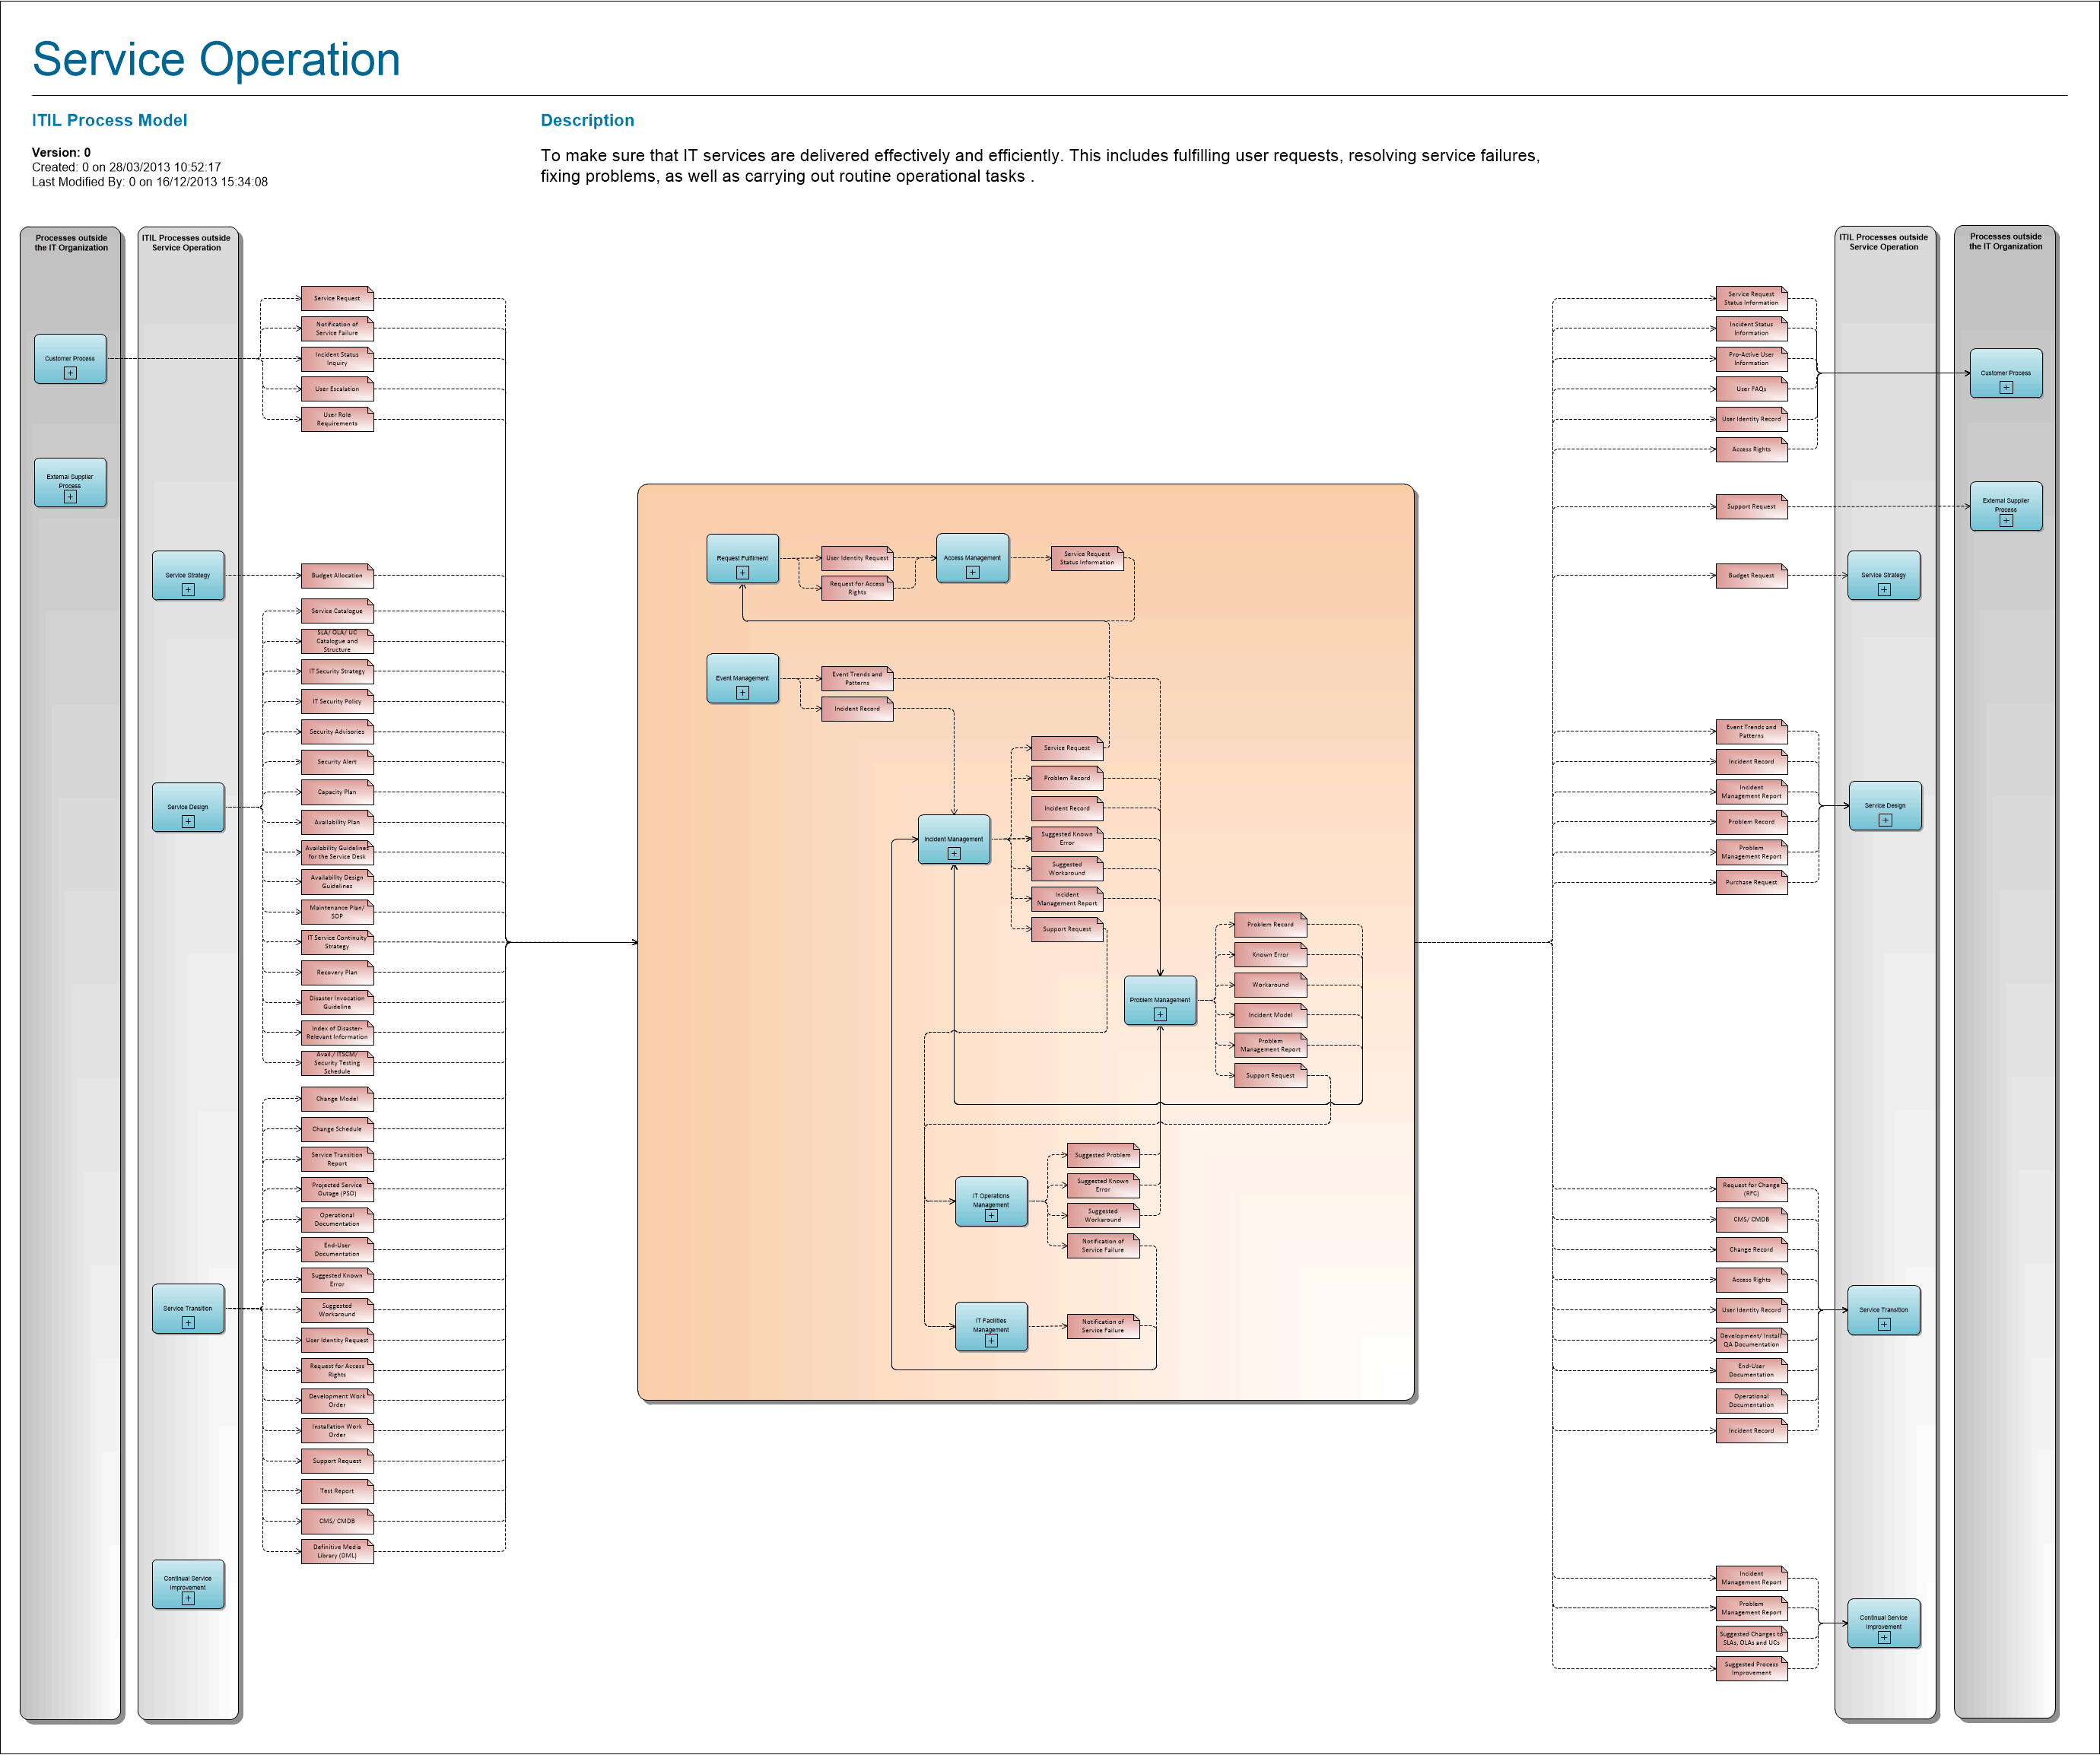 Service Operation
ITIL Process Model
Version: 0
Created: 0 on 28/03/2013 10:52:17
Last Modified By: 0 on 16/12/2013 15:34:08
Description
To make sure that IT services are delivered effectively and efficiently. This includes fulfilling user requests, resolving service failures,
fixing problems, as well as carrying out routine operational tasks .
Processes outside
the IT Organization
Customer Process
External Supplier
Process
ITIL Processes outside
Service Operation
Service Strategy
Service Design
Service Transition
Continual Service
Improvement
Service Request
Notification of
Service Failure
Incident Status
Inquiry
User Escalation
User Role
Requirements
Budget Allocation
Service Catalogue
SLA/ OLA/ UC
Catalogue and
Structure
IT Security Strategy
IT Security Policy
Security Advisories
Security Alert
Capacity Plan
Availability Plan
Availability Guidelines
for the Service Desk
Availability Design
Guidelines
Maintenance Plan/
SOP
IT Service Continuity
Strategy
Recovery Plan
Disaster Invocation
Guideline
Index of Disaster-
Relevant Information
Avail./ ITSCM/
Security Testing
Schedule
Change Model
Change Schedule
Service Transition
Report
Projected Service
Outage (PSO)
Operational
Documentation
End-User
Documentation
Suggested Known
Error
Suggested
Workaround
User Identity Request
Request for Access
Rights
Development Work
Order
Installation Work
Order
Support Request
Test Report
CMS/ CMDB
Definitive Media
Library (DML)
Request Fulfilment
User Identity Request
Request for Access
Rights
Access Management
Service Request
Status Information
Event Management
Event Trends and
Patterns
Incident Record
Incident Management
Service Request
Problem Record
Incident Record
Suggested Known
Error
Suggested
Workaround
Incident
Management Report
Support Request
Problem Management
Problem Record
Known Error
Workaround
Incident Model
Problem
Management Report
Support Request
IT Operations
Management
Suggested Problem
Suggested Known
Error
Suggested
Workaround
Notification of
Service Failure
IT Facilities
Management
Notification of
Service Failure
Service Request
Status Information
Incident Status
Information
Pro-Active User
Information
User FAQs
User Identity Record
Access Rights
Support Request
Budget Request
Event Trends and
Patterns
Incident Record
Incident
Management Report
Problem Record
Problem
Management Report
Purchase Request
Request for Change
(RFC)
CMS/ CMDB
Change Record
Access Rights
User Identity Record
Development/ Install.
QA Documentation
End-User
Documentation
Operational
Documentation
Incident Record
Incident
Management Report
Problem
Management Report
Suggested Changes to
SLAs, OLAs and UCs
Suggested Process
Improvement
ITIL Processes outside
Service Operation
Service Strategy
Service Design
Service Transition
Continual Service
Improvement
Processes outside
the IT Organization
Customer Process
External Supplier
Process